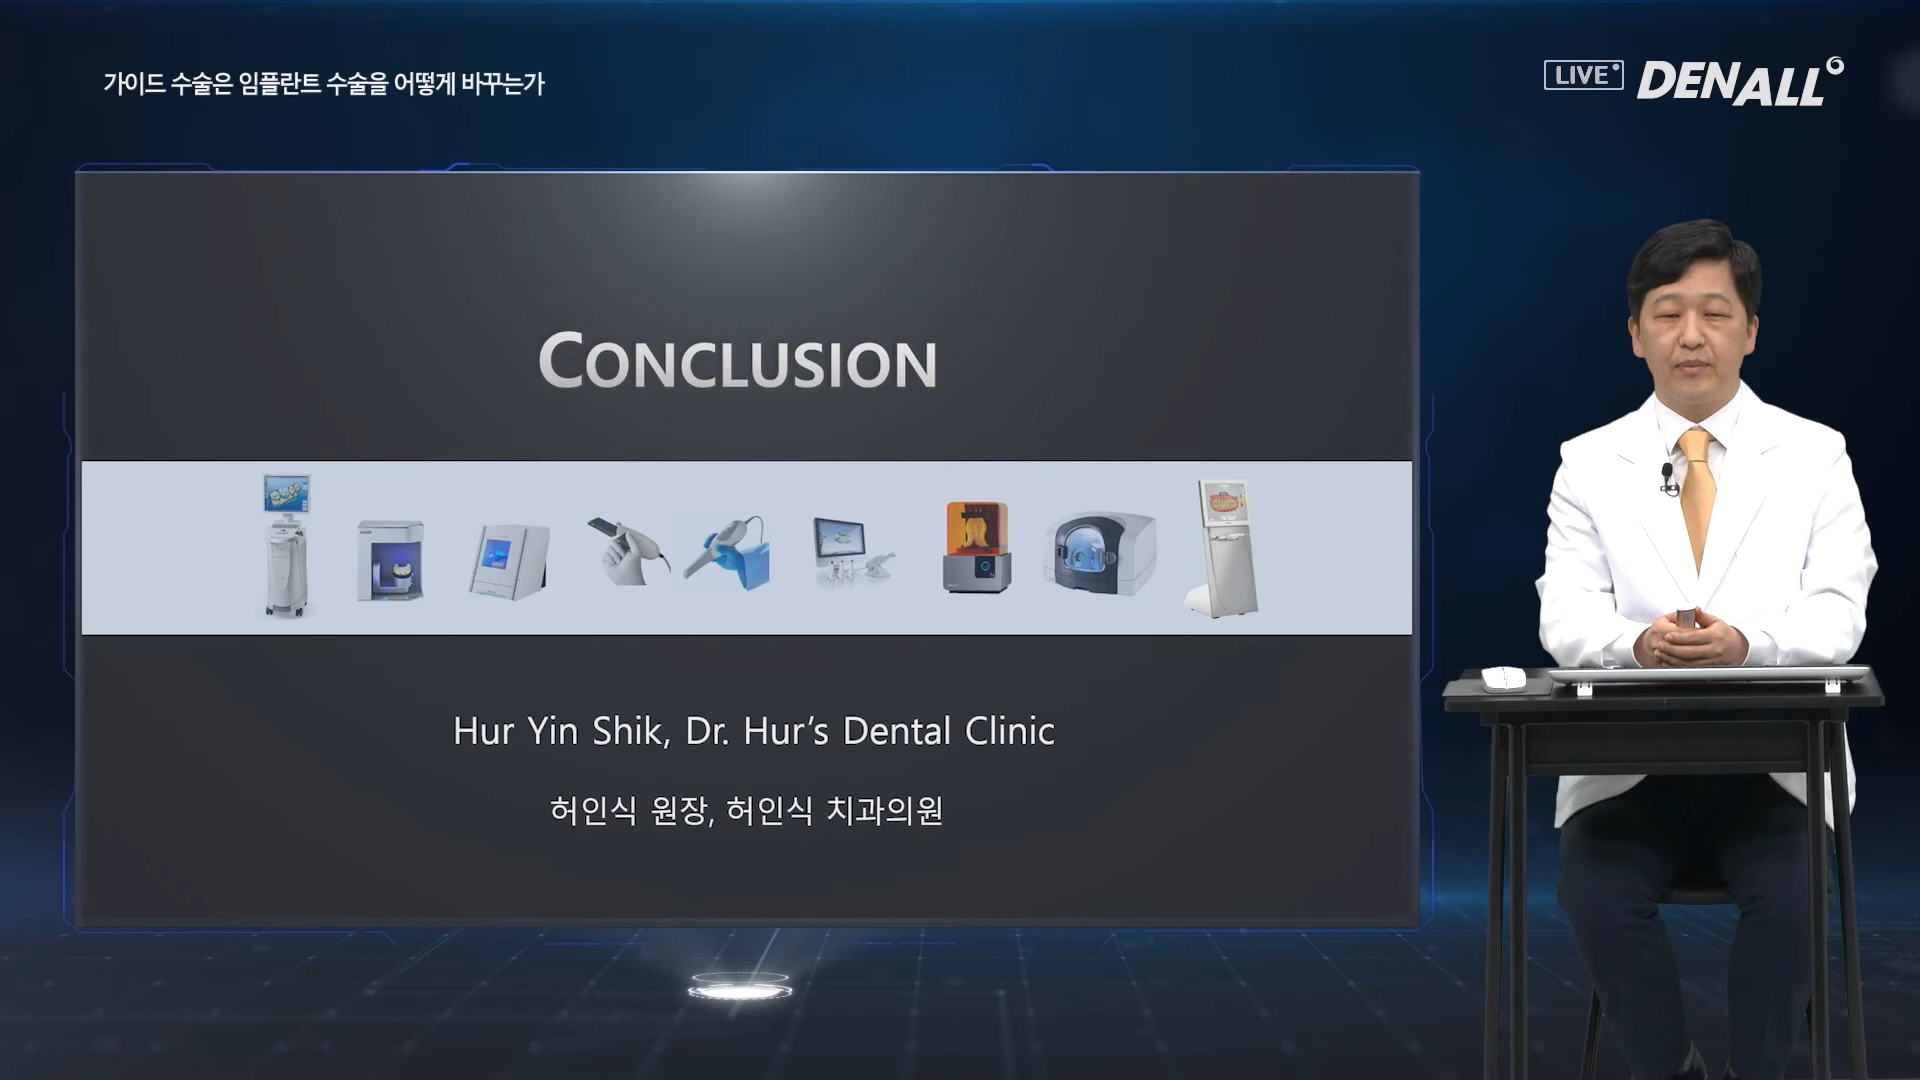 가이드 수술은 임플란트 수술을 어떻게 바꾸는가
LIVE
DENALL
CONCLUSION
Hur Yin Shik, Dr. Hur's Dental Clinic
허인식 원장, 허인식 치과의원